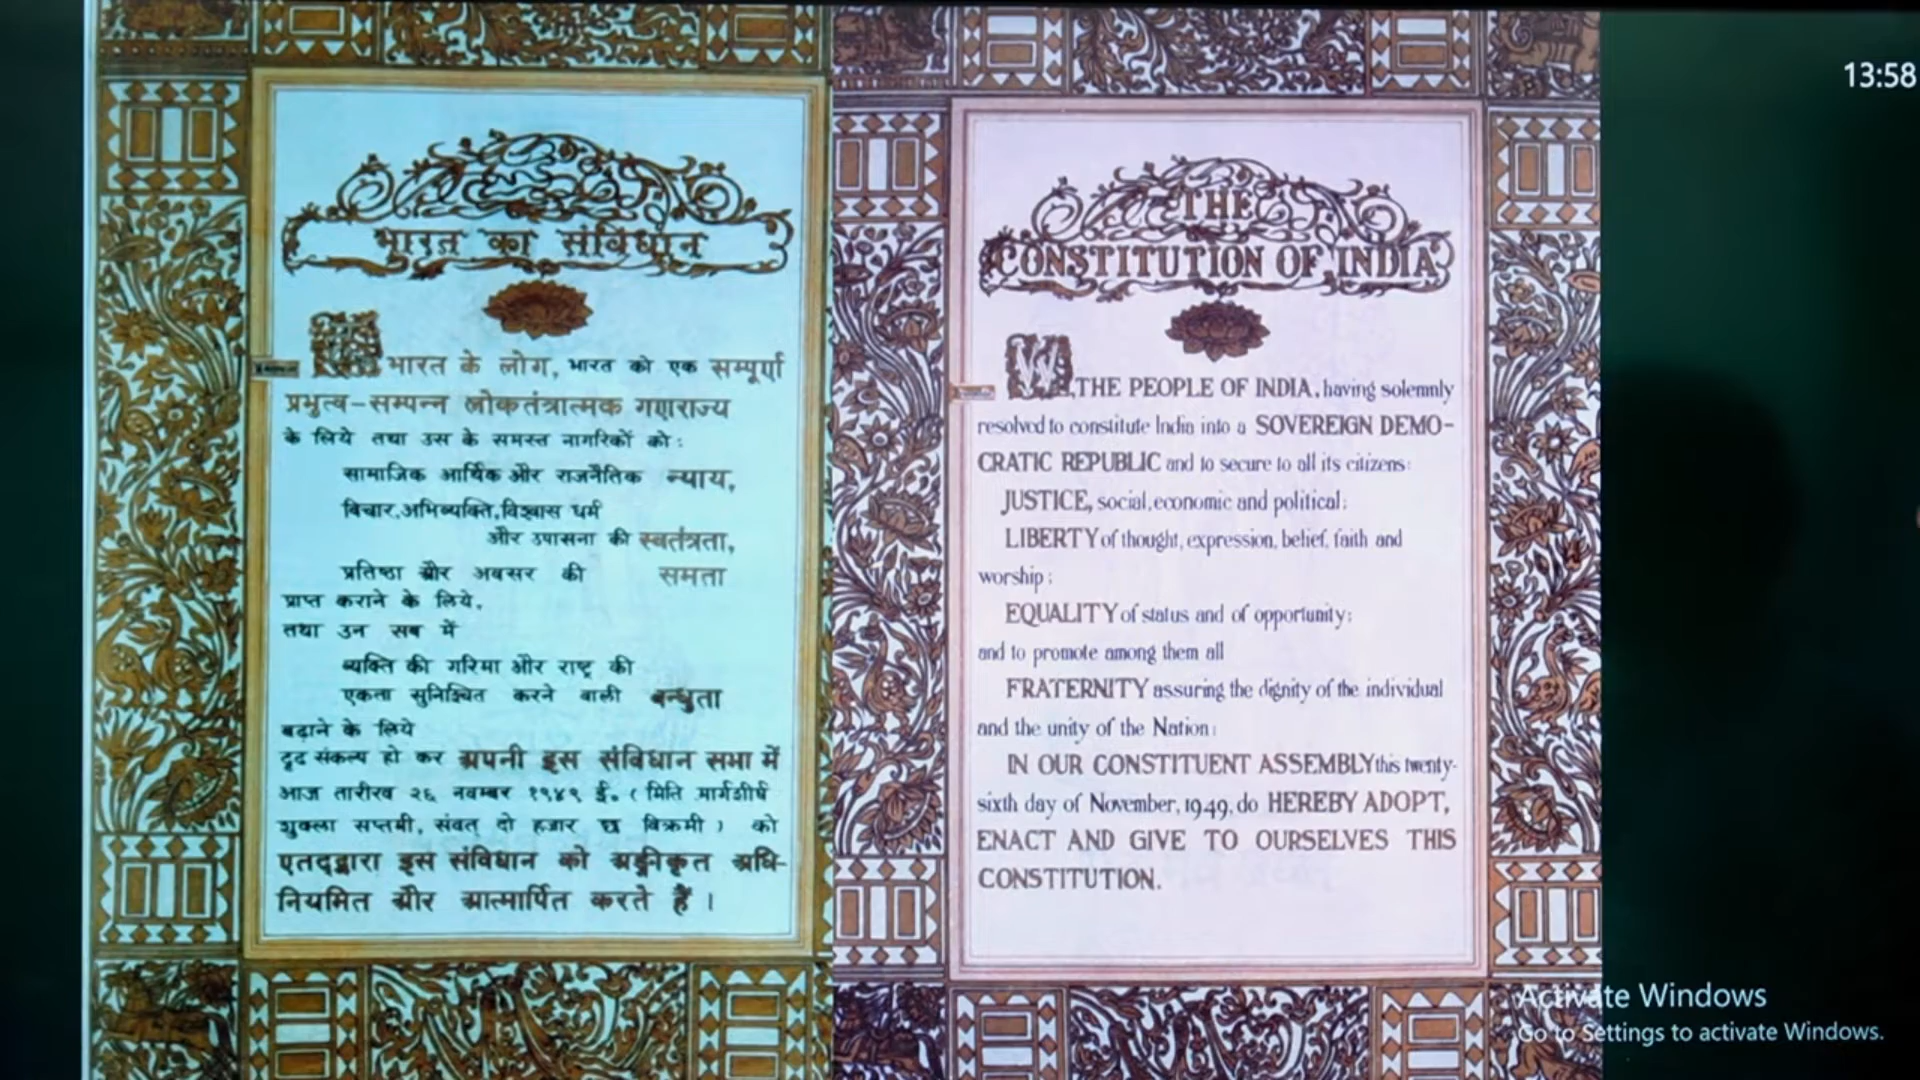 भारत का संविधान
भारत के लोग, भारत को एक सम्पूर्ण
प्रभुत्व-सम्पन्न लोकतंत्रात्मक गणराज्य
के लिये तथा उस के समस्त नागरिकों को:
सामाजिक आर्थिक और राजनैतिक न्याय,
विचार,अभिव्यक्ति,विश्वास धर्म
और उपासना की स्वतंत्रता,
प्रतिष्ठा और अवसर की समता
प्राप्त कराने के लिये,
तथा उन सब में
व्यक्ति की गरिमा और राष्ट्र की
एकता सुनिश्चित करने वाली बन्धुता
बढ़ाने के लिये
दृढ़ संकल्प हो कर अपनी इस संविधान सभा में
आज तारीख २६ नवम्बर १९४९ ई॰ ( मिति मार्गशीर्ष
शुक्ला सप्तमी, संवत् दो हजार छ विक्रमी ) को
एतद्द्वारा इस संविधान को अङ्गीकृत अधि-
नियमित और आत्मार्पित करते हैं ।
THE
CONSTITUTION OF INDIA
WE, THE PEOPLE OF INDIA, having solemnly
resolved to constitute India into a SOVEREIGN DEMO-
CRATIC REPUBLIC and to secure to all its citizens:
JUSTICE, social, economic and political;
LIBERTY of thought, expression, belief, faith and
worship;
EQUALITY of status and of opportunity;
and to promote among them all
FRATERNITY assuring the dignity of the individual
and the unity of the Nation;
IN OUR CONSTITUENT ASSEMBLY this twenty-
sixth day of November, 1949, do HEREBY ADOPT,
ENACT AND GIVE TO OURSELVES THIS
CONSTITUTION.
13:58
Activate Windows
Go to Settings to activate Windows.